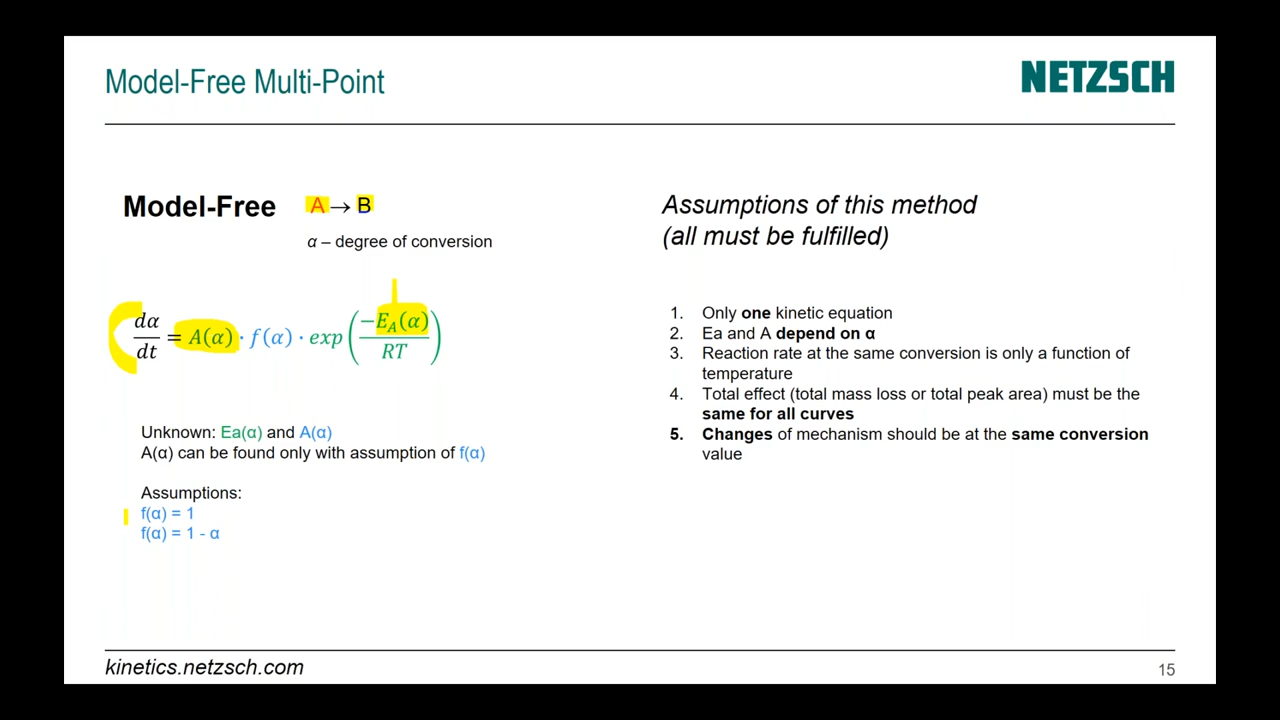 Model-Free Multi-Point
NETZSCH
Model-Free A → B
α – degree of conversion
dα/dt = A(α) · f(α) · exp(−E_A(α)/RT)
Unknown: Ea(α) and A(α)
A(α) can be found only with assumption of f(α)
Assumptions:
f(α) = 1
f(α) = 1 - α
Assumptions of this method
(all must be fulfilled)
1. Only one kinetic equation
2. Ea and A depend on α
3. Reaction rate at the same conversion is only a function of
temperature
4. Total effect (total mass loss or total peak area) must be the
same for all curves
5. Changes of mechanism should be at the same conversion
value
kinetics.netzsch.com
15